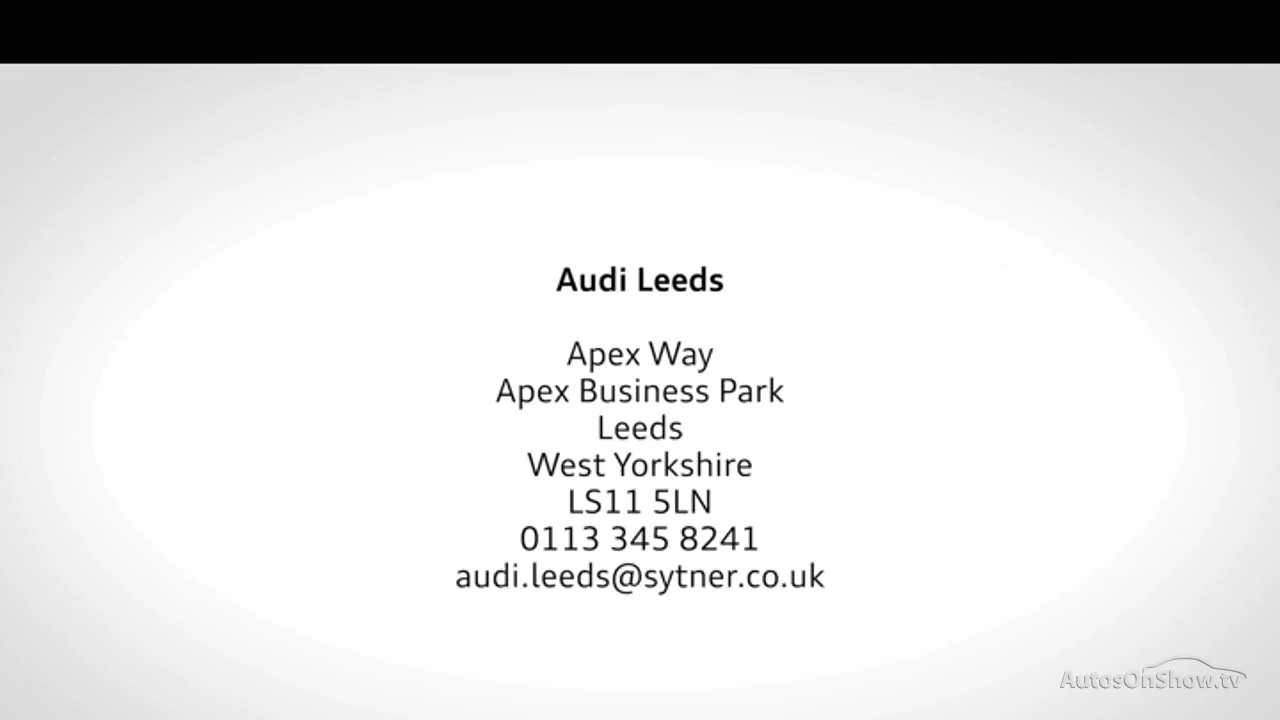 Audi Leeds
Apex Way
Apex Business Park
Leeds
West Yorkshire
LS11 5LN
0113 345 8241
audi.leeds@sytner.co.uk
AutosOnShow.tv